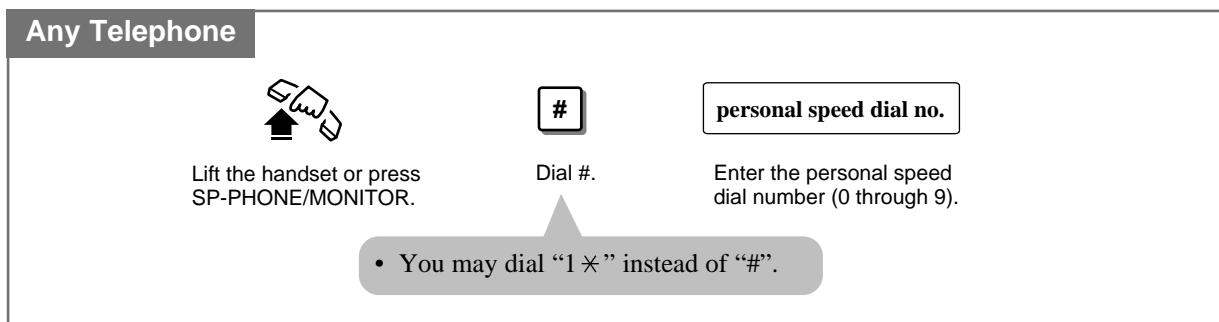 Any Telephone
#
personal speed dial no.
Lift the handset or press
SP-PHONE/MONITOR.
Dial #.
Enter the personal speed
dial number (0 through 9).
• You may dial “1＊” instead of “#”.